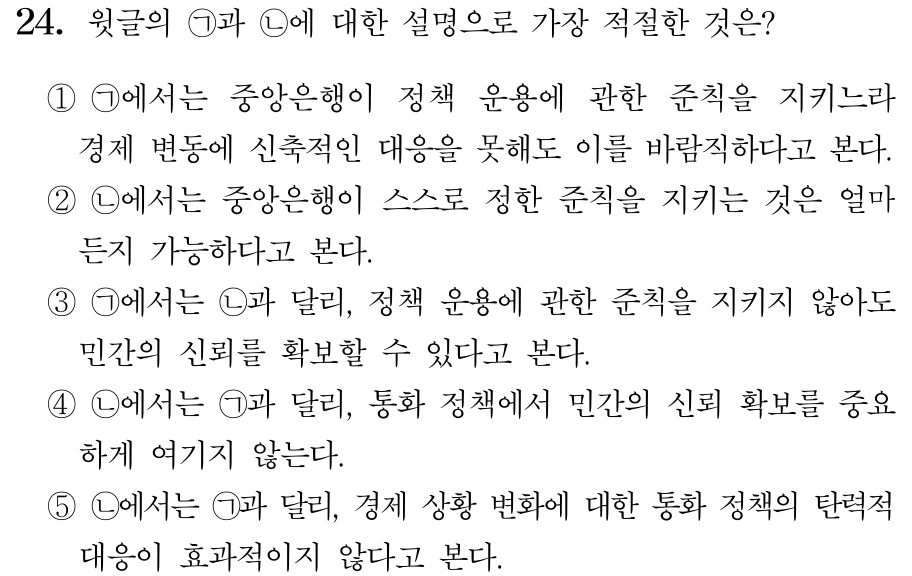 24. 윗글의 ㉠과 ㉡에 대한 설명으로 가장 적절한 것은?
① ㉠에서는 중앙은행이 정책 운용에 관한 준칙을 지키느라
경제 변동에 신축적인 대응을 못해도 이를 바람직하다고 본다.
② ㉡에서는 중앙은행이 스스로 정한 준칙을 지키는 것은 얼마
든지 가능하다고 본다.
③ ㉠에서는 ㉡과 달리, 정책 운용에 관한 준칙을 지키지 않아도
민간의 신뢰를 확보할 수 있다고 본다.
④ ㉡에서는 ㉠과 달리, 통화 정책에서 민간의 신뢰 확보를 중요
하게 여기지 않는다.
⑤ ㉡에서는 ㉠과 달리, 경제 상황 변화에 대한 통화 정책의 탄력적
대응이 효과적이지 않다고 본다.